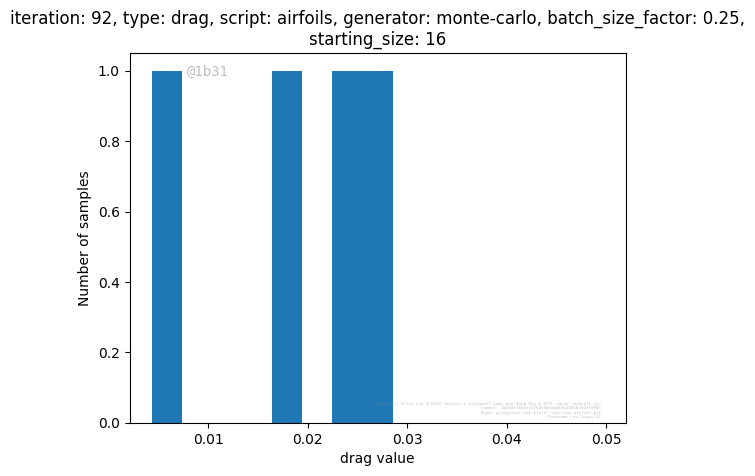 iteration: 92, type: drag, script: airfoils, generator: monte-carlo, batch_size_factor: 0.25,
starting_size: 16
@1b31
Number of samples
1.0
0.8
0.6
0.4
0.2
0.0
0.01
0.02
0.03
0.04
0.05
drag value